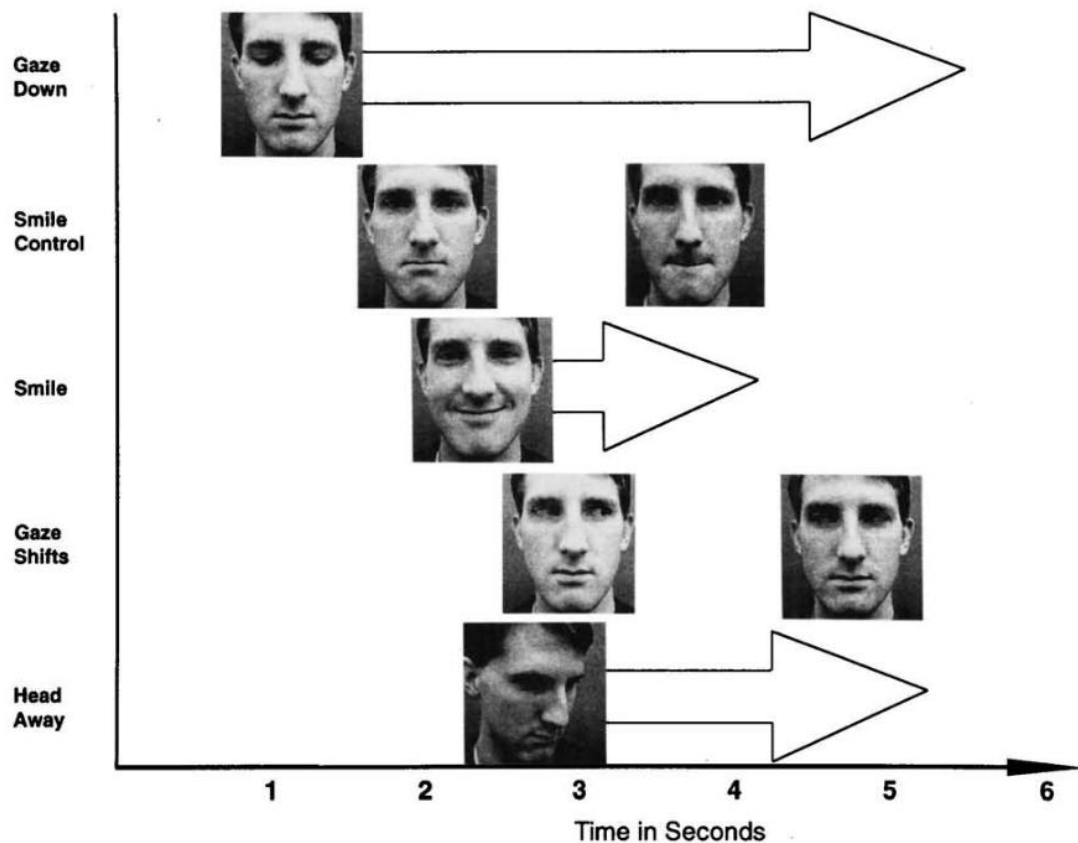 Gaze
Down
Smile
Control
Smile
Gaze
Shifts
Head
Away
1 2 3 4 5 6
Time in Seconds